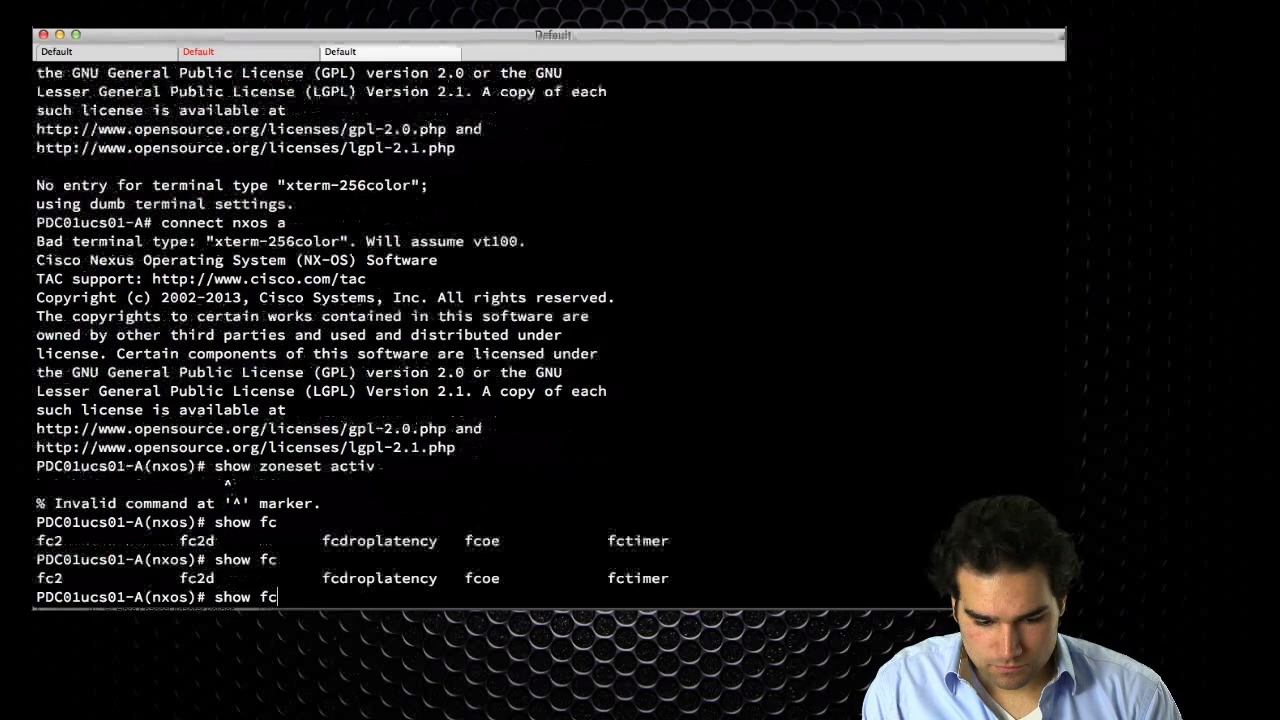 Default
Default
Default
Default
the GNU General Public License (GPL) version 2.0 or the GNU
Lesser General Public License (LGPL) Version 2.1. A copy of each
such license is available at
http://www.opensource.org/licenses/gpl-2.0.php and
http://www.opensource.org/licenses/lgpl-2.1.php
No entry for terminal type "xterm-256color";
using dumb terminal settings.
PDC01ucs01-A# connect nxos a
Bad terminal type: "xterm-256color". Will assume vt100.
Cisco Nexus Operating System (NX-OS) Software
TAC support: http://www.cisco.com/tac
Copyright (c) 2002-2013, Cisco Systems, Inc. All rights reserved.
The copyrights to certain works contained in this software are
owned by other third parties and used and distributed under
license. Certain components of this software are licensed under
the GNU General Public License (GPL) version 2.0 or the GNU
Lesser General Public License (LGPL) Version 2.1. A copy of each
such license is available at
http://www.opensource.org/licenses/gpl-2.0.php and
http://www.opensource.org/licenses/lgpl-2.1.php
PDC01ucs01-A(nxos)# show zoneset activ
^
% Invalid command at '^' marker.
PDC01ucs01-A(nxos)# show fc
fc2 fc2d fcdroplatency fcoe fctimer
PDC01ucs01-A(nxos)# show fc
fc2 fc2d fcdroplatency fcoe fctimer
PDC01ucs01-A(nxos)# show fc